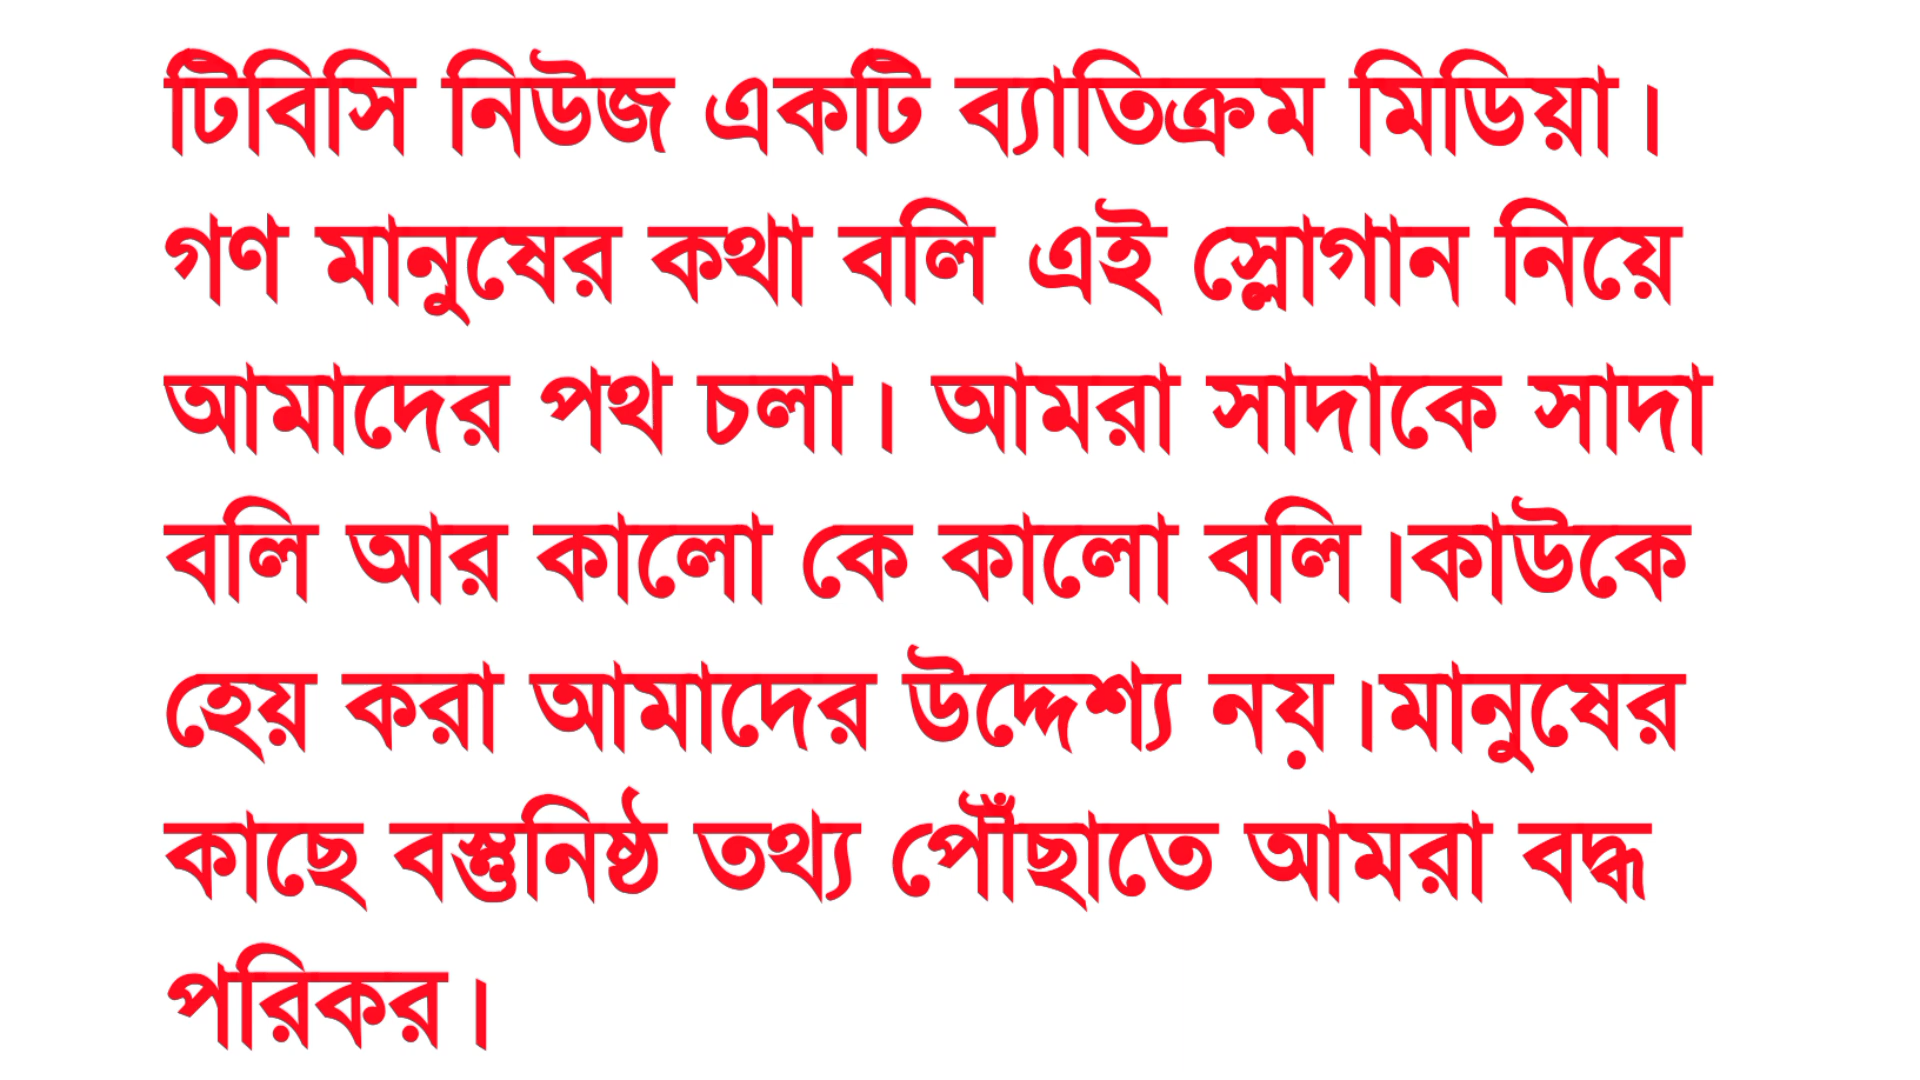 টিবিসি নিউজ একটি ব্যাতিক্রম মিডিয়া।
গণ মানুষের কথা বলি এই স্লোগান নিয়ে
আমাদের পথ চলা। আমরা সাদাকে সাদা
বলি আর কালো কে কালো বলি।কাউকে
হেয় করা আমাদের উদ্দেশ্য নয়।মানুষের
কাছে বস্তুনিষ্ঠ তথ্য পৌঁছাতে আমরা বদ্ধ
পরিকর।